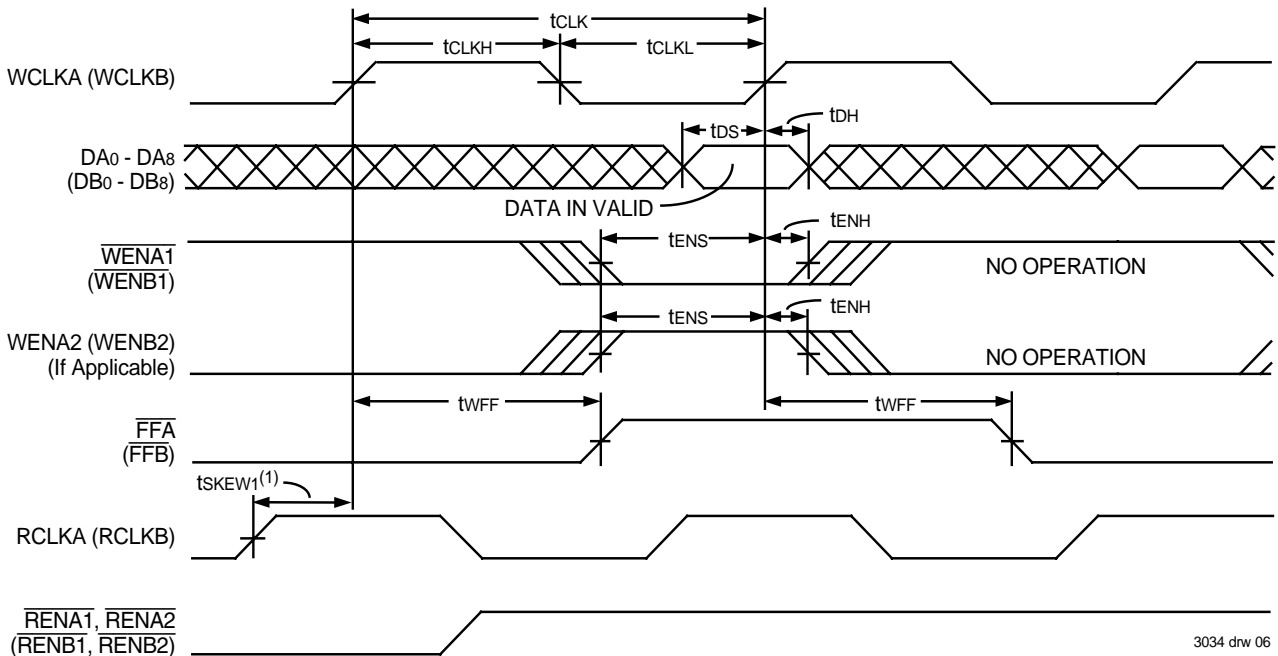 tCLK
tCLKH
tCLKL
WCLKA (WCLKB)
tDH
tDS
DA0 - DA8
(DB0 - DB8)
DATA IN VALID
tENH
tENS
WENA1
(WENB1)
NO OPERATION
tENH
tENS
WENA2 (WENB2)
(If Applicable)
NO OPERATION
tWFF
tWFF
FFA
(FFB)
tSKEW1(1)
RCLKA (RCLKB)
RENA1, RENA2
(RENB1, RENB2)
3034 drw 06